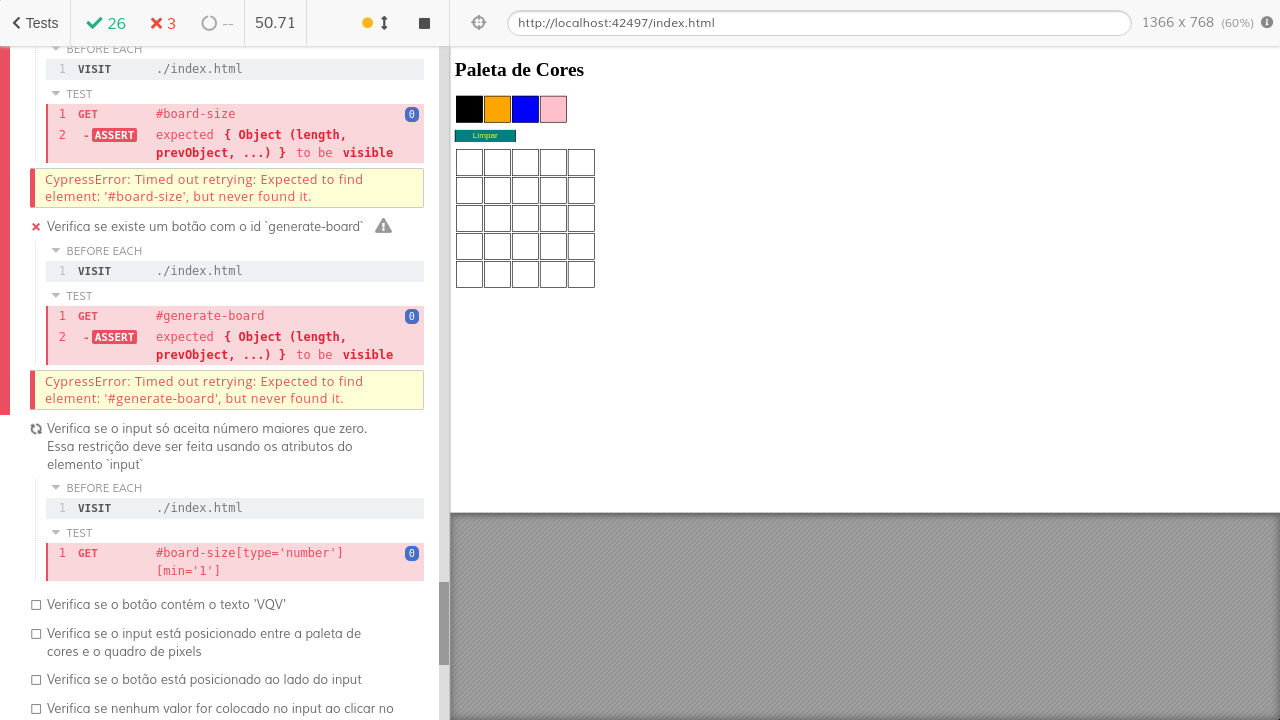 Tests
26
3
--
50.71
http://localhost:42497/index.html
1366 x 768 (60%)
BEFORE EACH
1 VISIT ./index.html
TEST
1 GET #board-size 0
2 - ASSERT expected { Object (length,
prevObject, ...) } to be visible
CypressError: Timed out retrying: Expected to find
element: '#board-size', but never found it.
Verifica se existe um botão com o id `generate-board`
BEFORE EACH
1 VISIT ./index.html
TEST
1 GET #generate-board 0
2 - ASSERT expected { Object (length,
prevObject, ...) } to be visible
CypressError: Timed out retrying: Expected to find
element: '#generate-board', but never found it.
Verifica se o input só aceita número maiores que zero.
Essa restrição deve ser feita usando os atributos do
elemento `input`
BEFORE EACH
1 VISIT ./index.html
TEST
1 GET #board-size[type='number'] 0
[min='1']
Verifica se o botão contém o texto 'VQV'
Verifica se o input está posicionado entre a paleta de
cores e o quadro de pixels
Verifica se o botão está posicionado ao lado do input
Verifica se nenhum valor for colocado no input ao clicar no
Paleta de Cores
Limpar